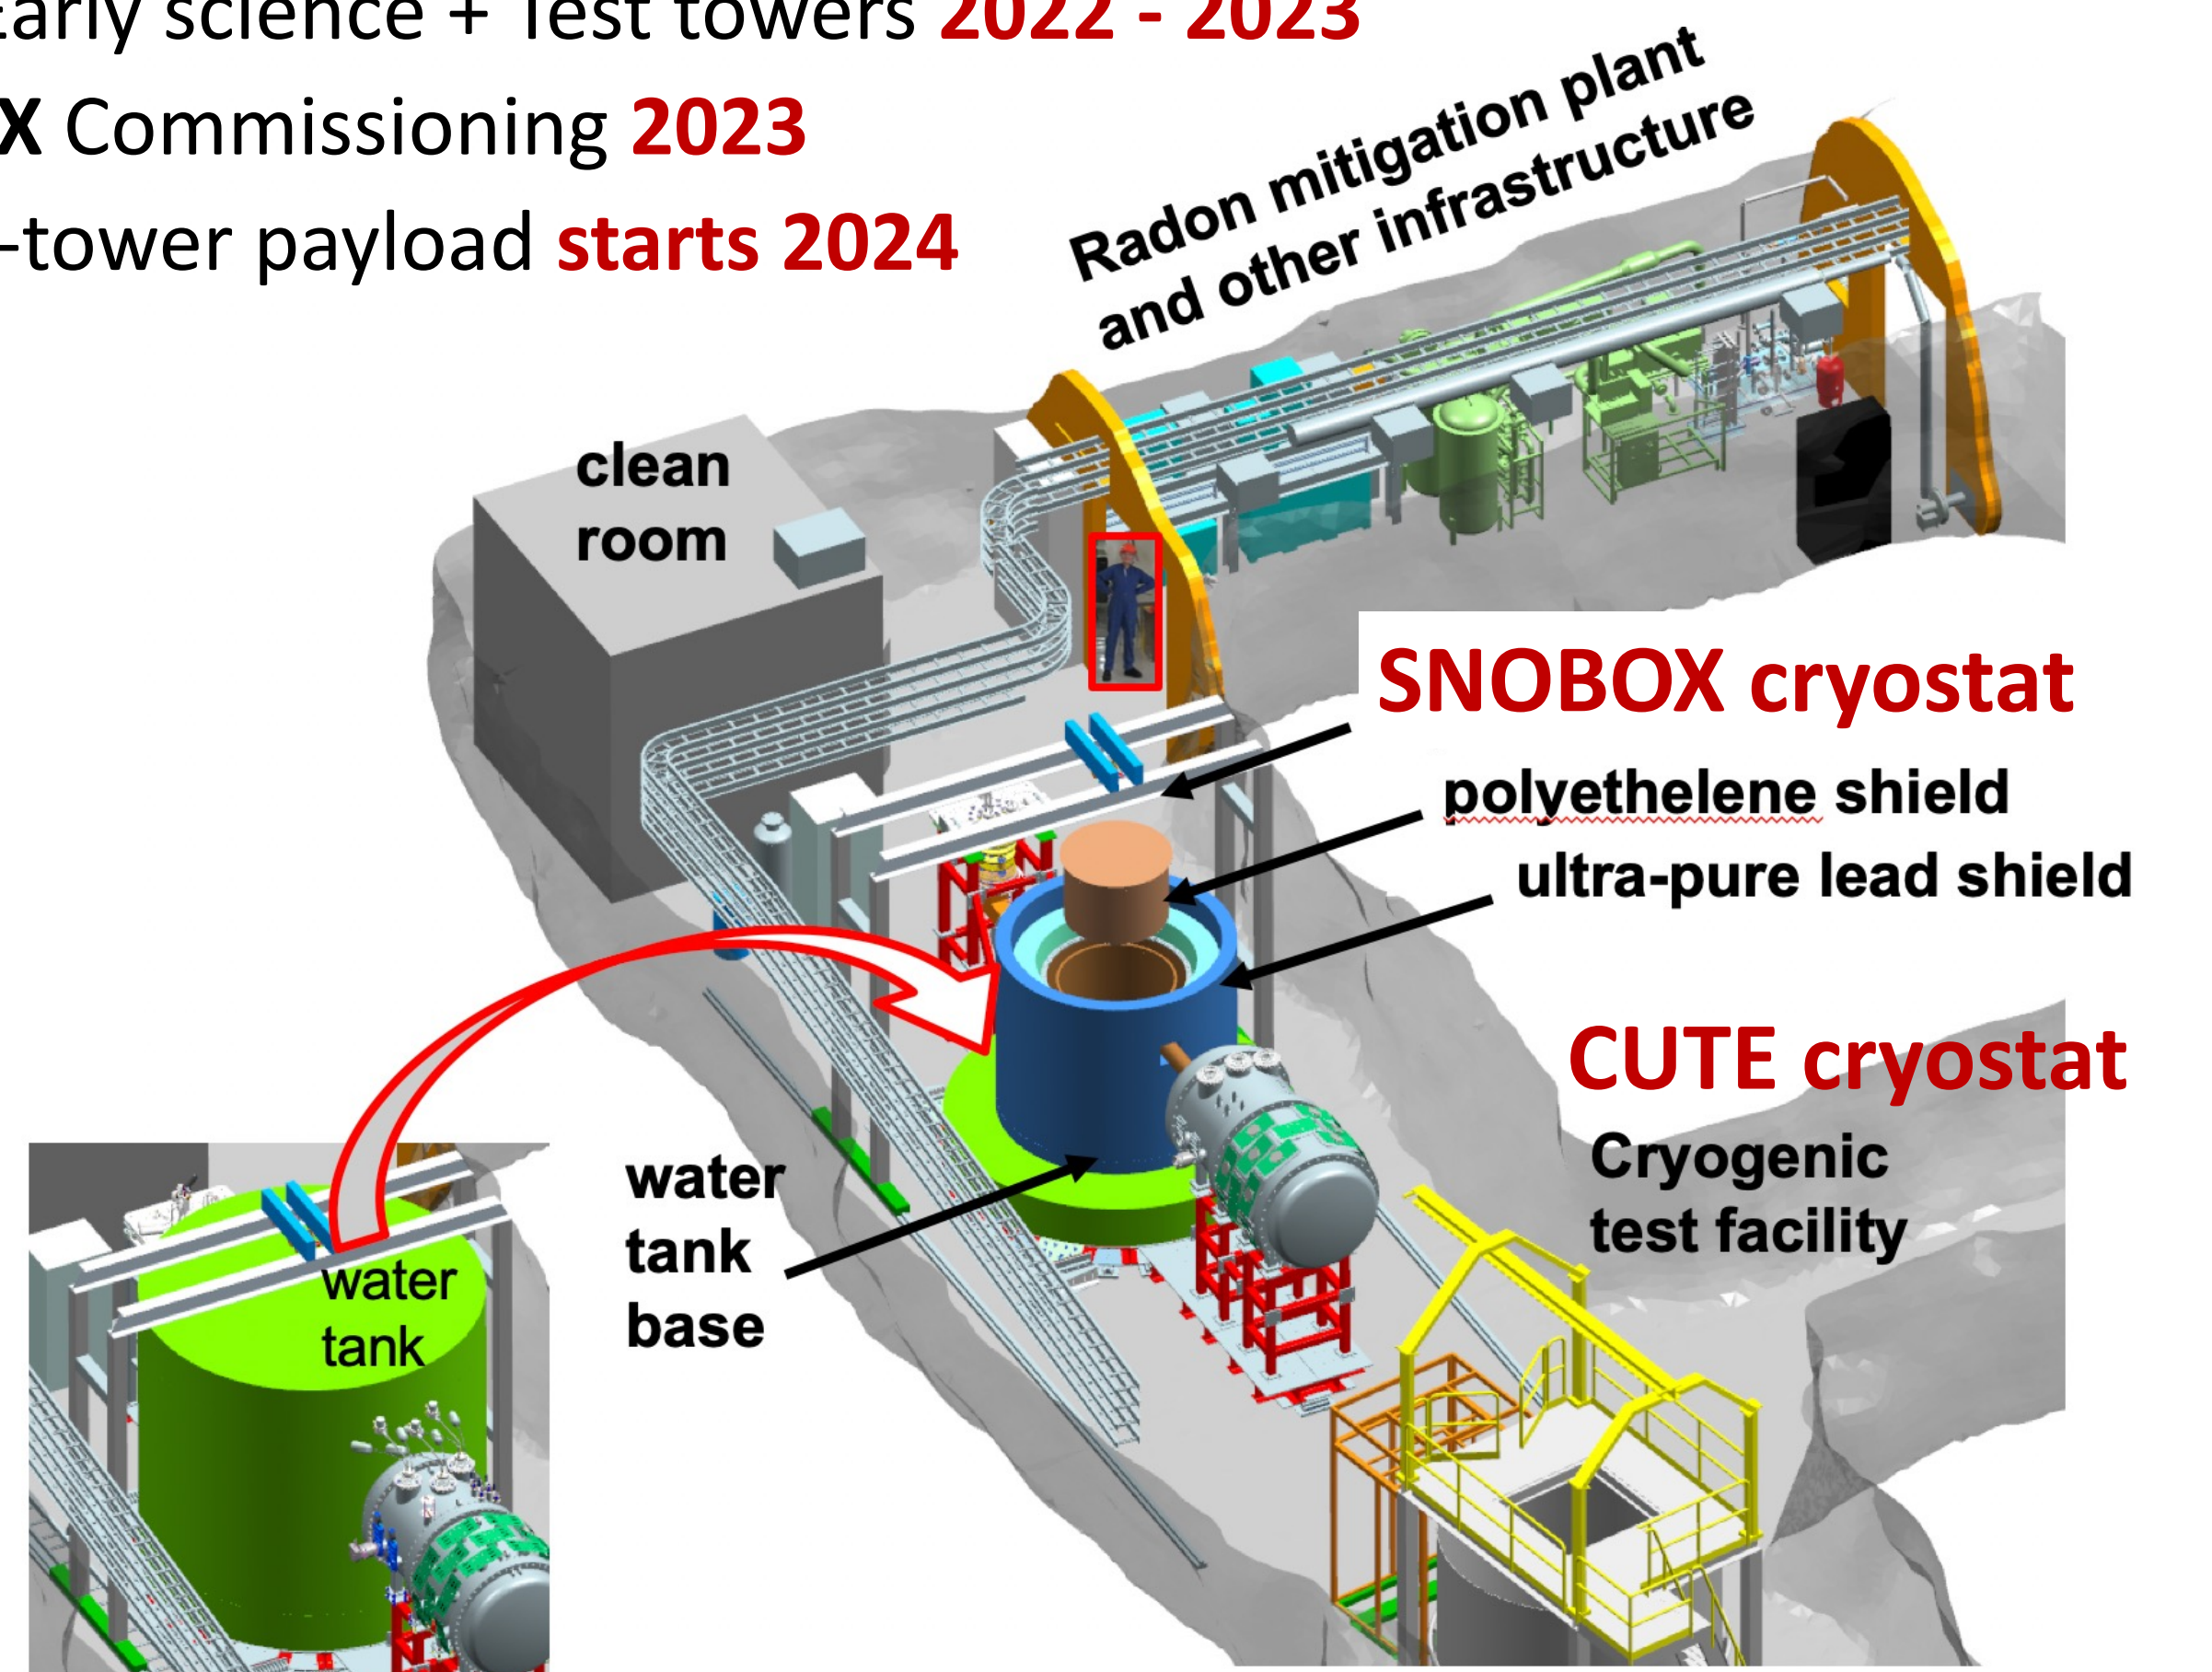 Early science + Test towers 2022 - 2023
X Commissioning 2023
-tower payload starts 2024
Radon mitigation plant
and other infrastructure
clean
room
SNOBOX cryostat
polyethelene shield
ultra-pure lead shield
CUTE cryostat
Cryogenic
test facility
water
tank
base
water
tank